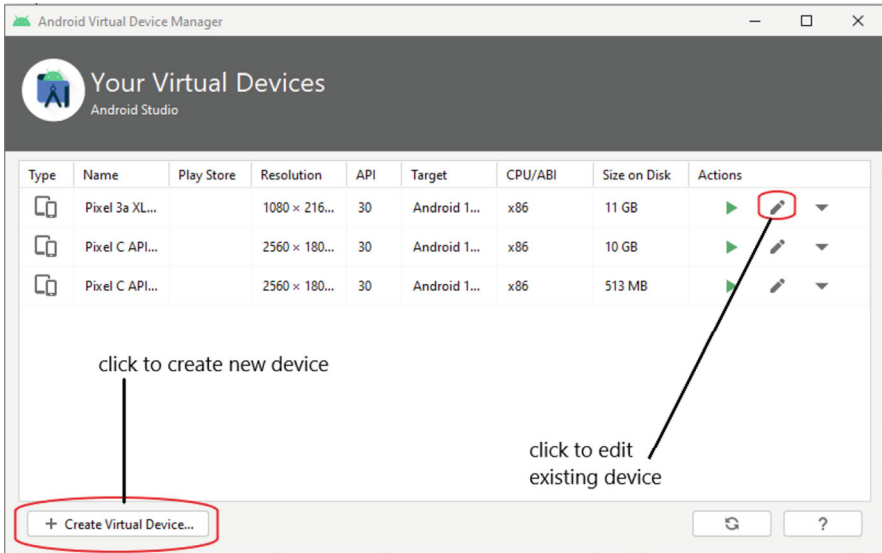 Android Virtual Device Manager
Your Virtual Devices
Android Studio
Type Name Play Store Resolution API Target CPU/ABI Size on Disk Actions
Pixel 3a XL... 1080 × 216... 30 Android 1... x86 11 GB
Pixel C API... 2560 × 180... 30 Android 1... x86 10 GB
Pixel C API... 2560 × 180... 30 Android 1... x86 513 MB
click to create new device
click to edit
existing device
+ Create Virtual Device...
?